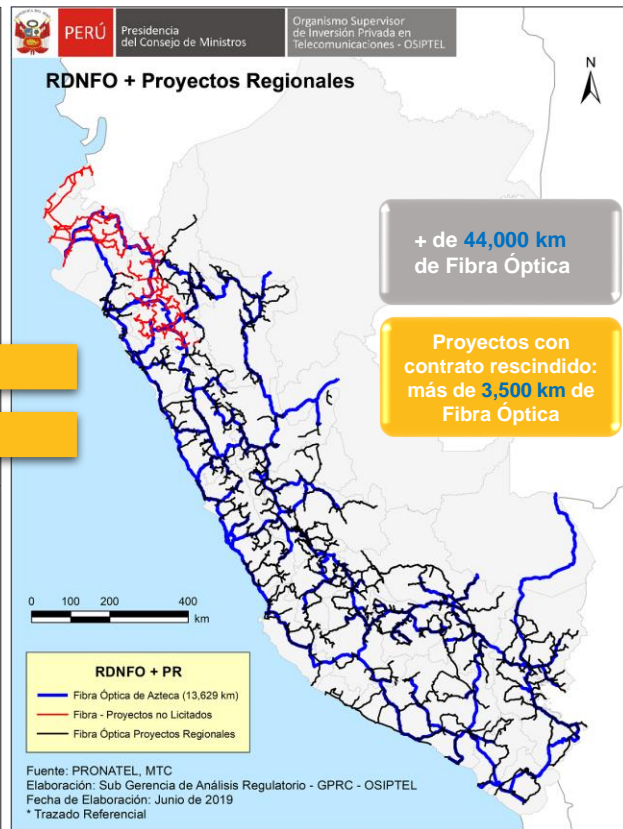 PERÚ
Presidencia
del Consejo de Ministros
Organismo Supervisor
de Inversión Privada en
Telecomunicaciones - OSIPTEL
RDNFO + Proyectos Regionales
N
+ de 44,000 km
de Fibra Óptica
Proyectos con
contrato rescindido:
más de 3,500 km de
Fibra Óptica
0 100 200 400
km
RDNFO + PR
Fibra Óptica de Azteca (13,629 km)
Fibra - Proyectos no Licitados
Fibra Óptica Proyectos Regionales
Fuente: PRONATEL, MTC
Elaboración: Sub Gerencia de Análisis Regulatorio - GPRC - OSIPTEL
Fecha de Elaboración: Junio de 2019
* Trazado Referencial